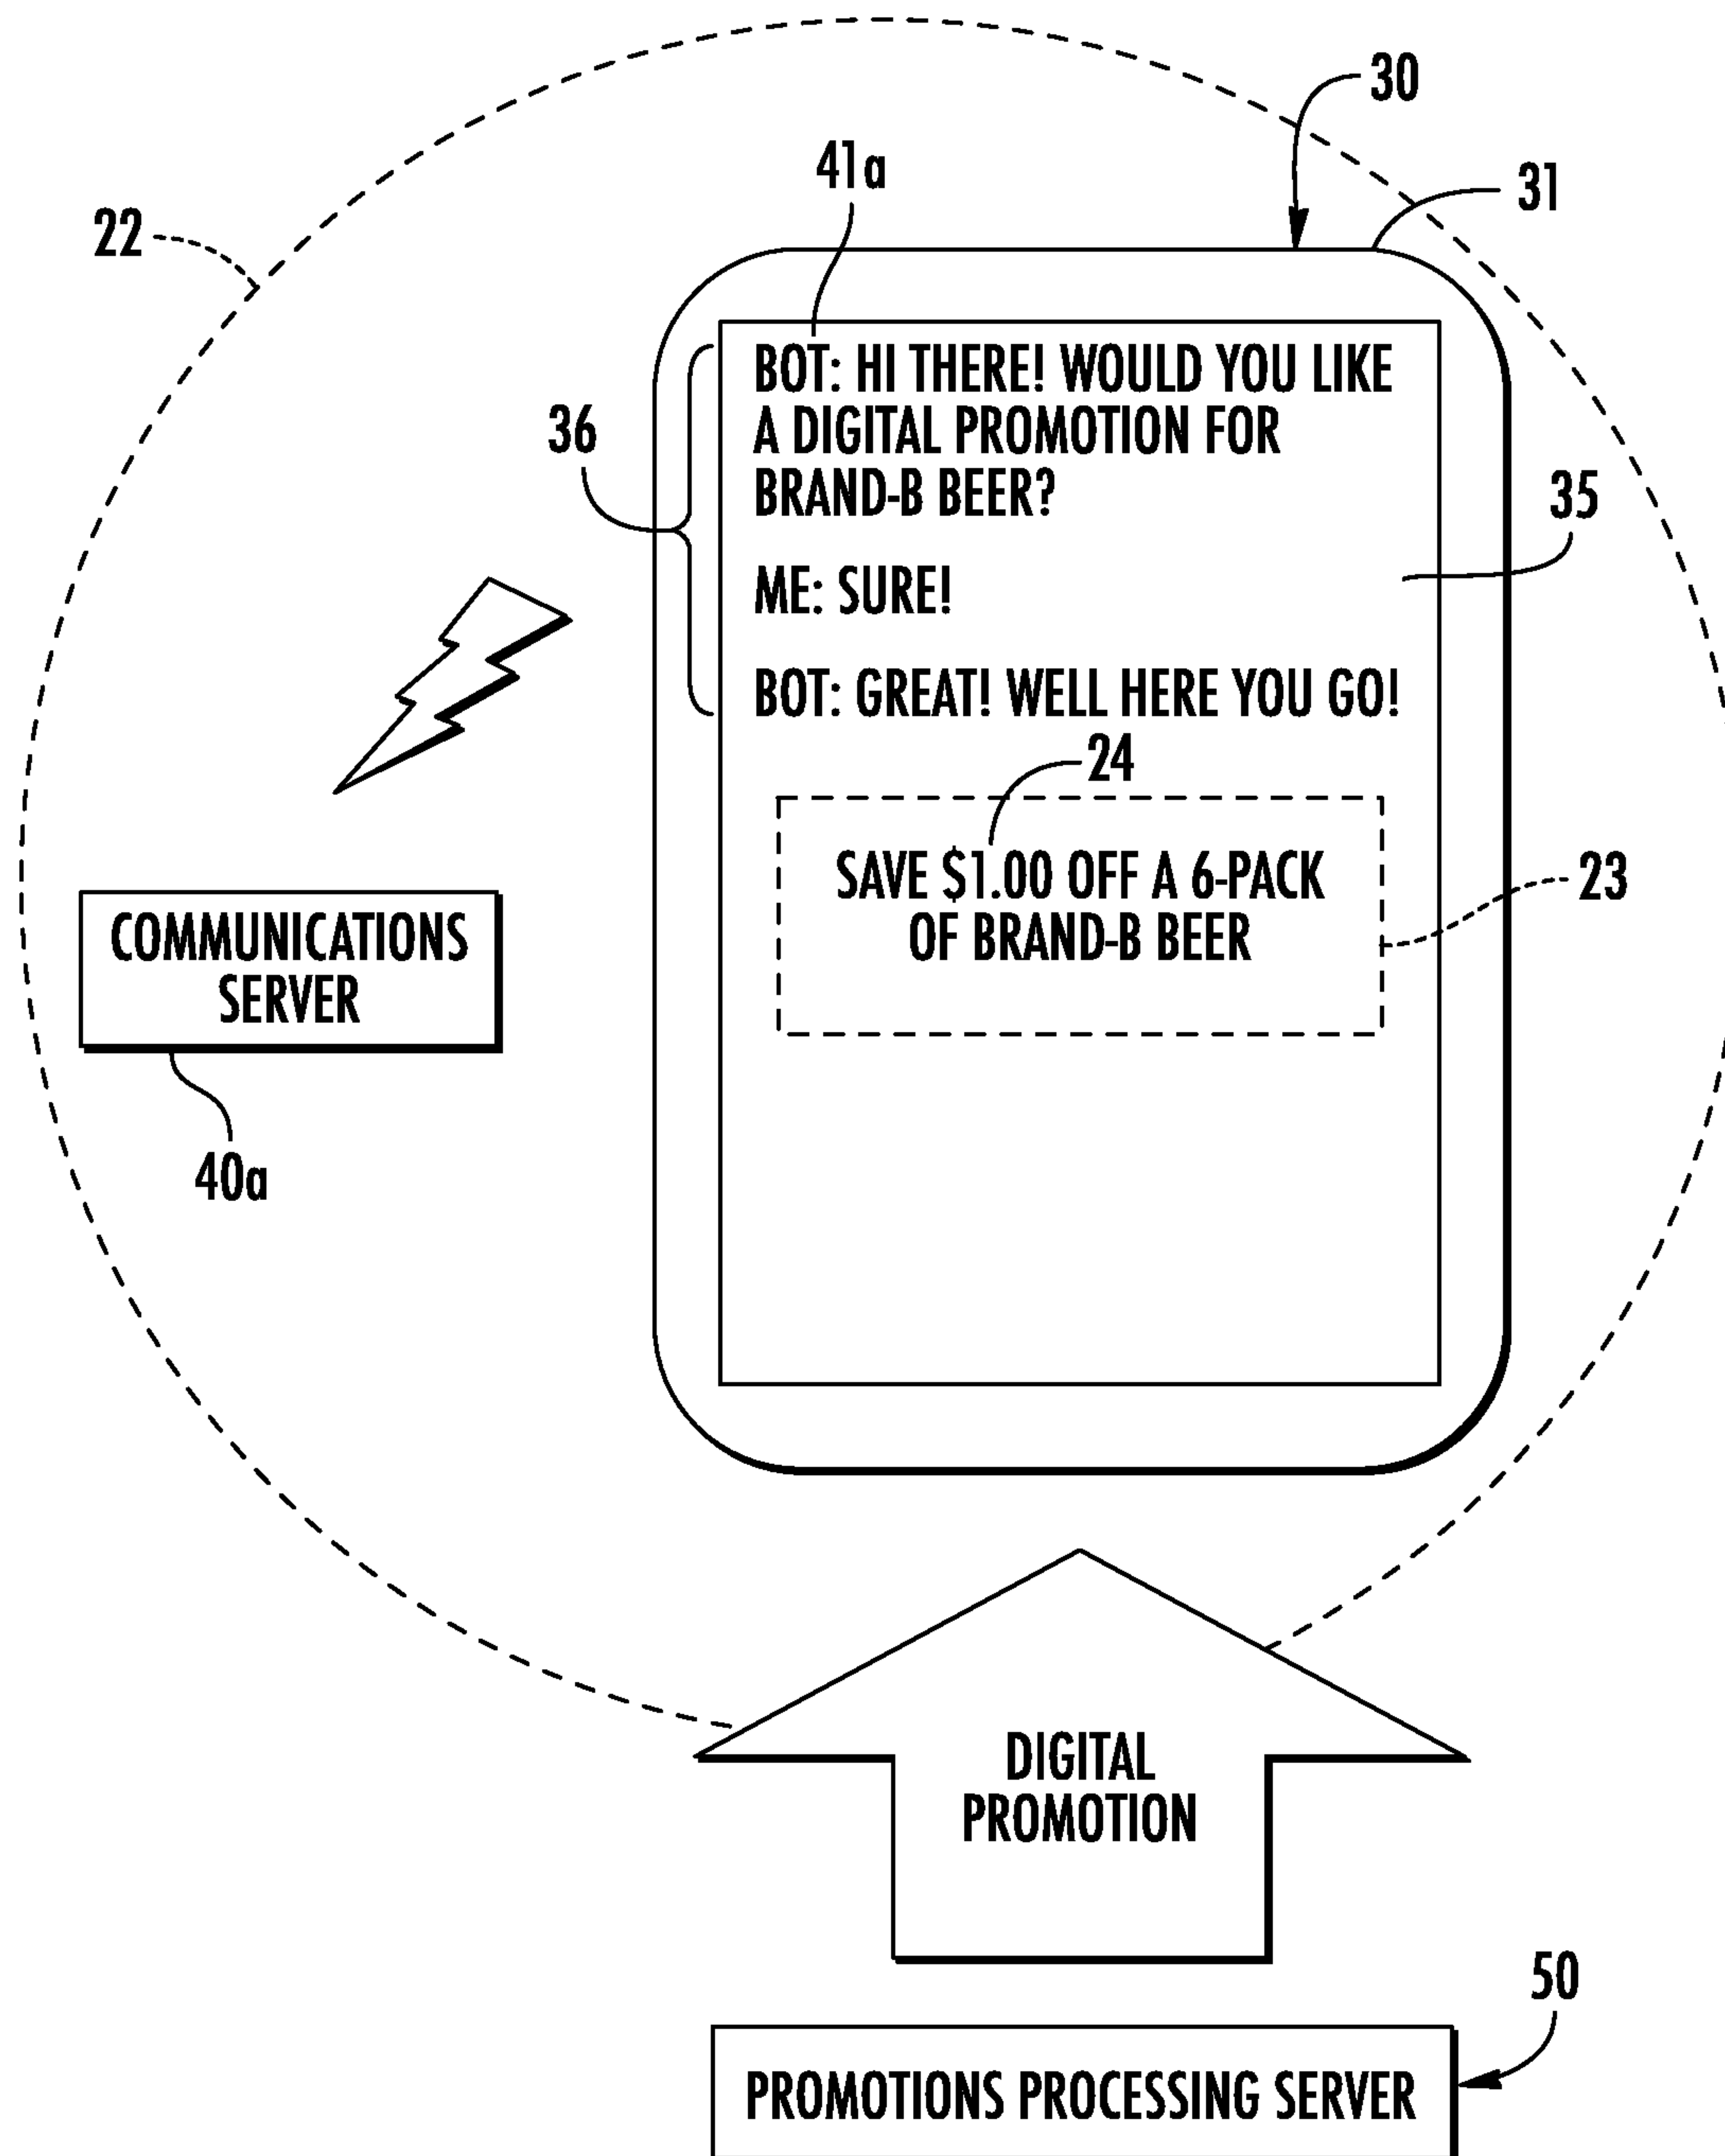 30
41a
31
22
BOT: HI THERE! WOULD YOU LIKE
A DIGITAL PROMOTION FOR
BRAND-B BEER?
36
35
ME: SURE!
BOT: GREAT! WELL HERE YOU GO!
24
SAVE $1.00 OFF A 6-PACK
OF BRAND-B BEER
23
COMMUNICATIONS
SERVER
40a
DIGITAL
PROMOTION
50
PROMOTIONS PROCESSING SERVER